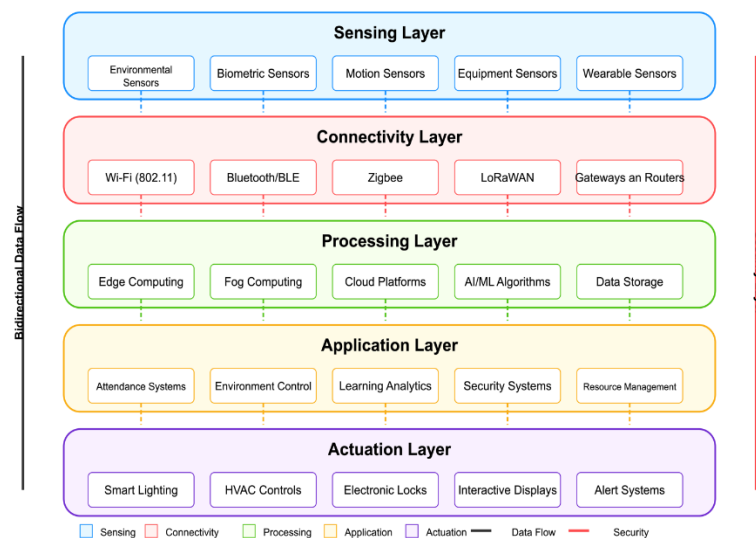 Sensing Layer
Environmental
Sensors
Biometric Sensors
Motion Sensors
Equipment Sensors
Wearable Sensors
Connectivity Layer
Wi-Fi (802.11)
Bluetooth/BLE
Zigbee
LoRaWAN
Gateways an Routers
Processing Layer
Edge Computing
Fog Computing
Cloud Platforms
AI/ML Algorithms
Data Storage
Application Layer
Attendance Systems
Environment Control
Learning Analytics
Security Systems
Resource Management
Actuation Layer
Smart Lighting
HVAC Controls
Electronic Locks
Interactive Displays
Alert Systems
Bidirectional Data Flow
Sensing
Connectivity
Processing
Application
Actuation
Data Flow
Security